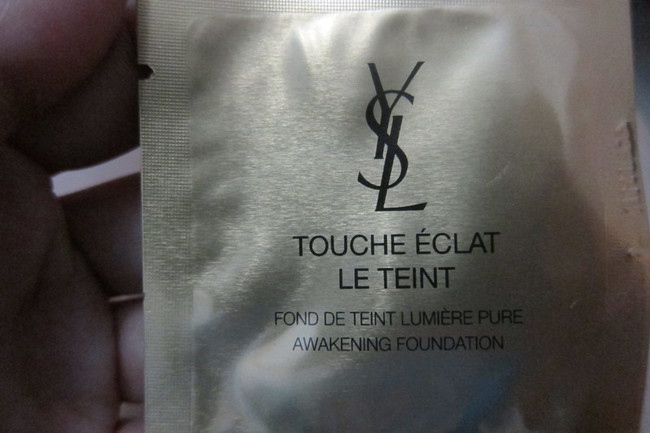 YSL
TOUCHE ÉCLAT
LE TEINT
FOND DE TEINT LUMIÈRE PURE
AWAKENING FOUNDATION